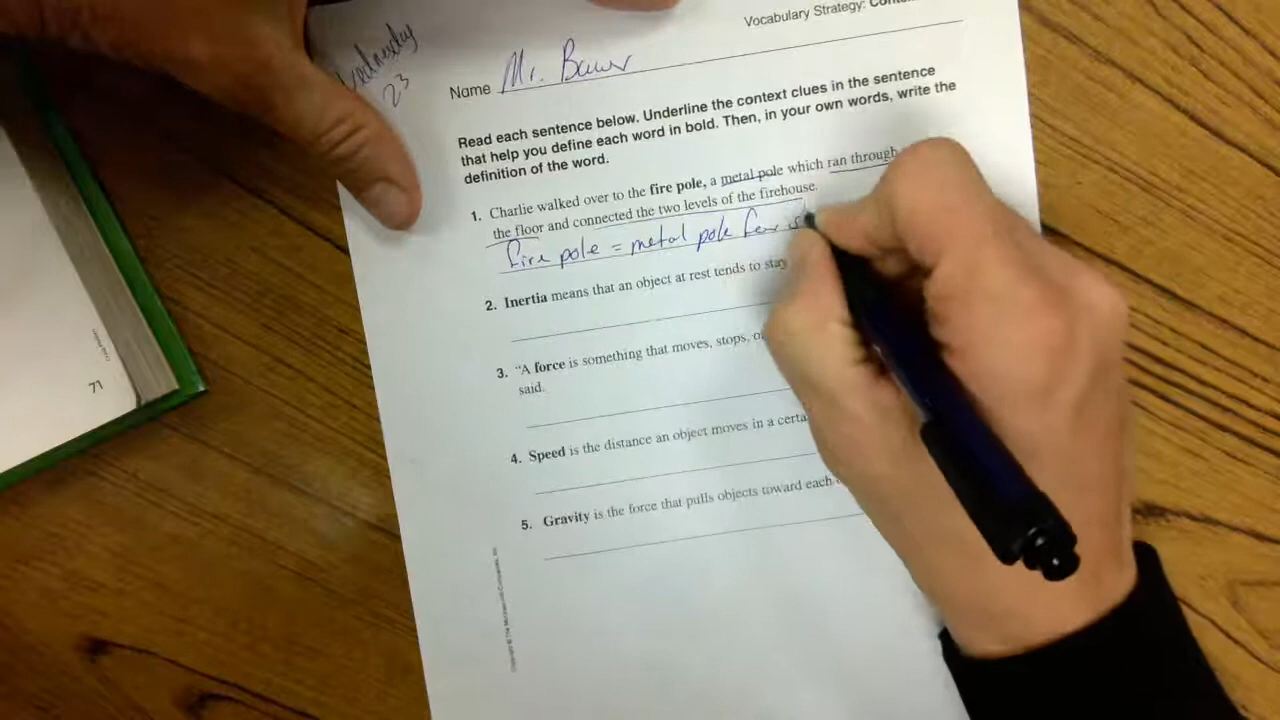 Vocabulary Strategy:
Wednesday
23
Name Mr. Bauer
Read each sentence below. Underline the context clues in the sentence
that help you define each word in bold. Then, in your own words, write the
definition of the word.
1. Charlie walked over to the fire pole, a metal pole which ran through
the floor and connected the two levels of the firehouse.
fire pole = metal pole
2. Inertia means that an object at rest tends to stay
3. "A force is something that moves, stops, o
said.
4. Speed is the distance an object moves in a certa
5. Gravity is the force that pulls objects toward each
71